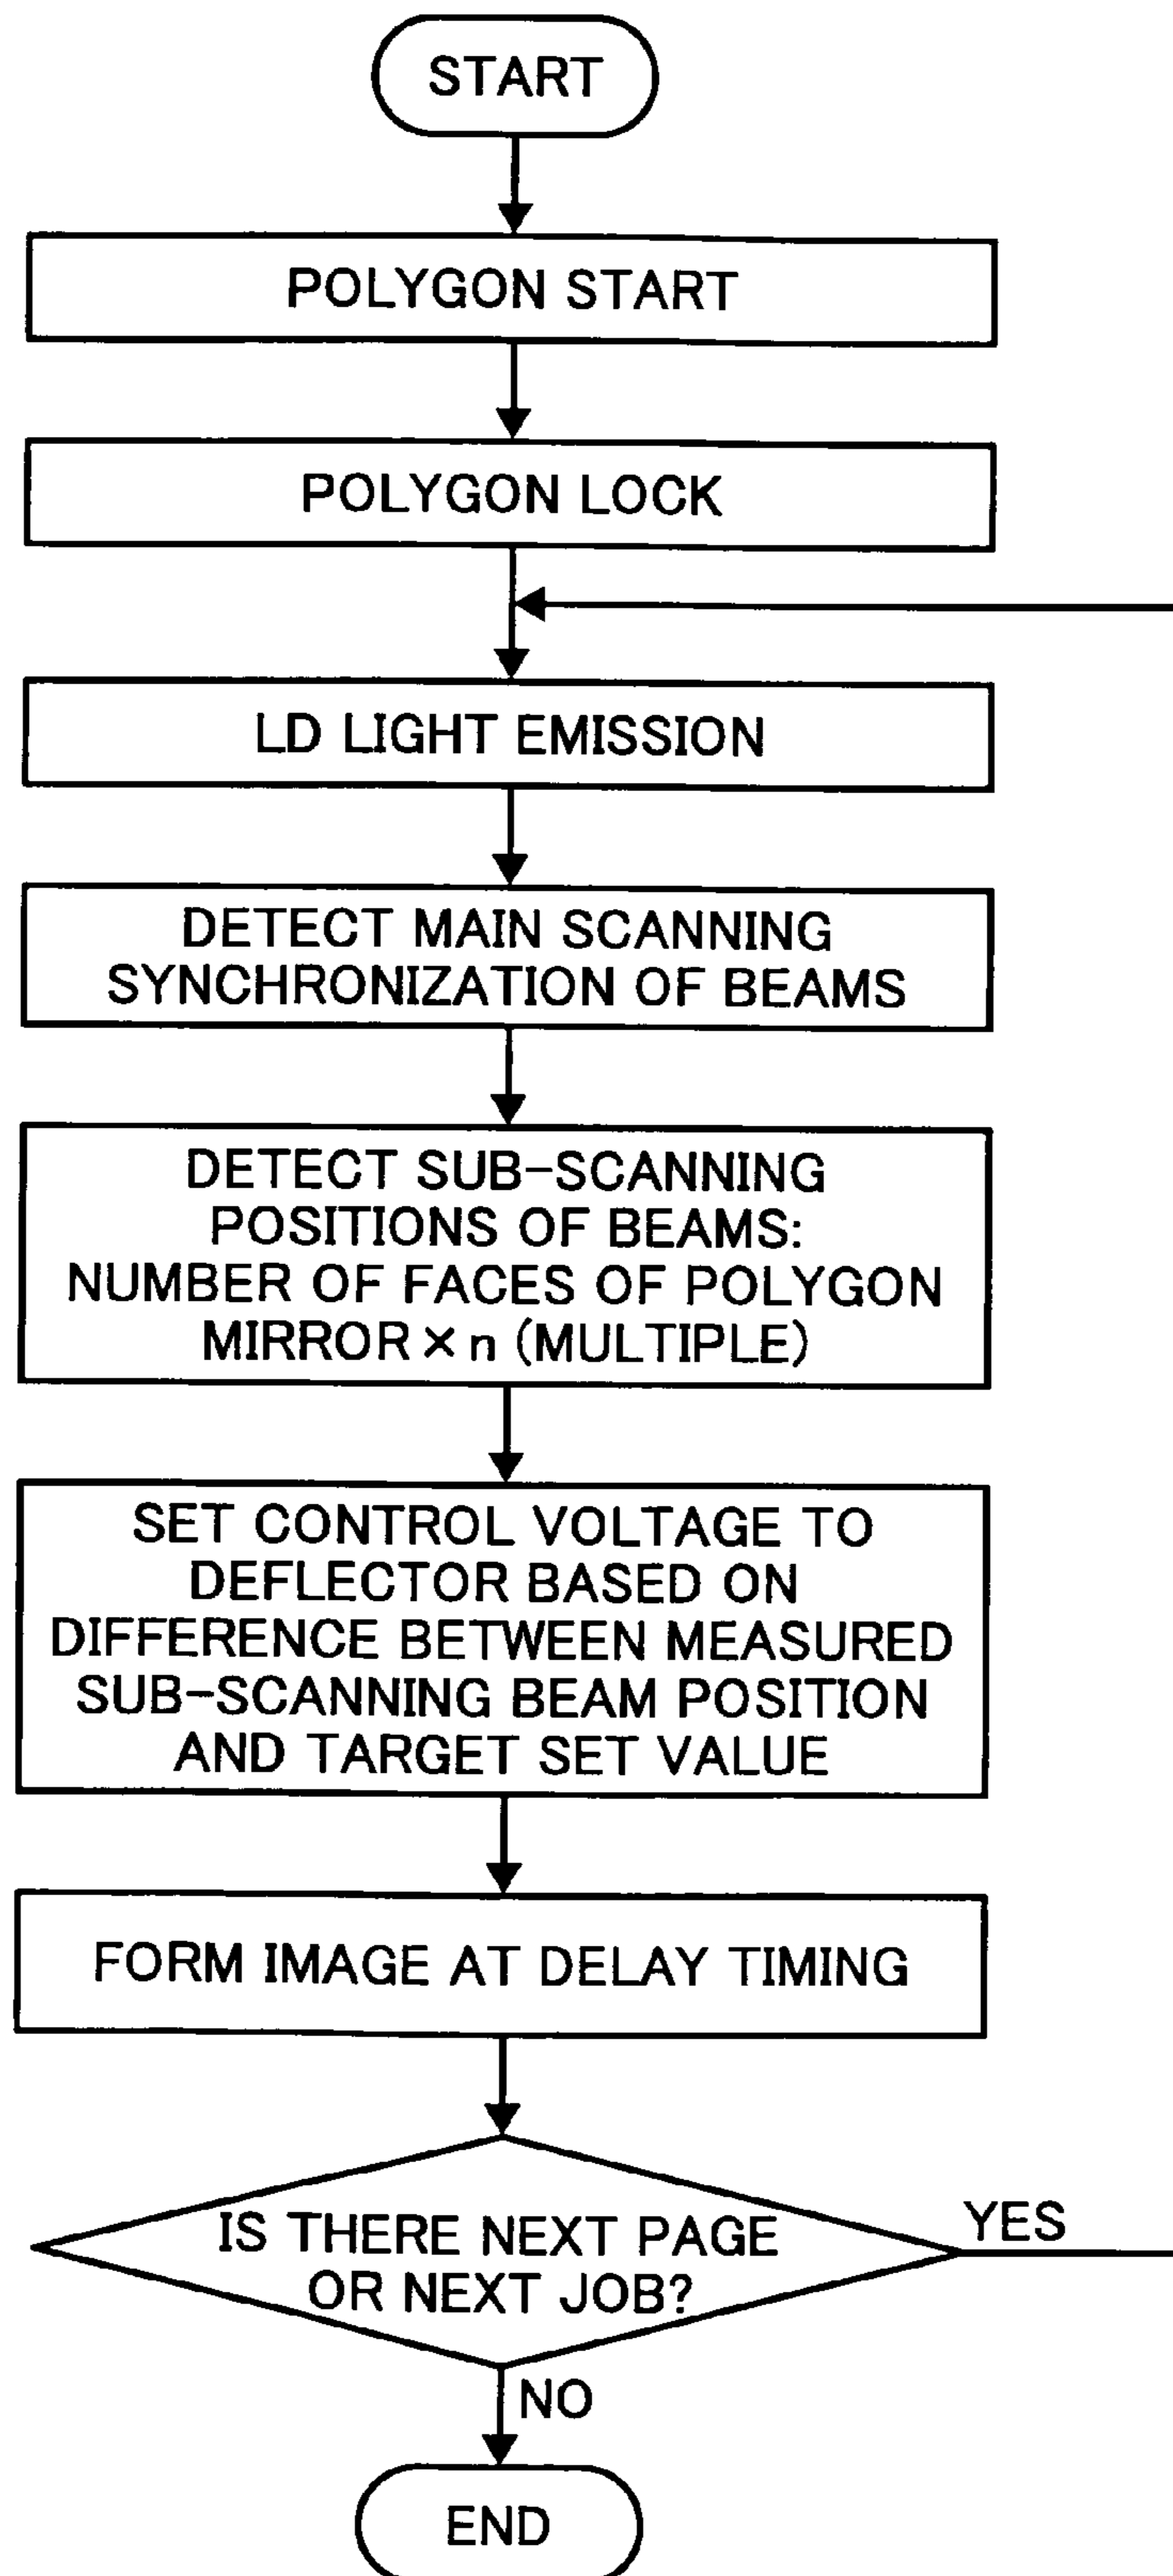 START
POLYGON START
POLYGON LOCK
LD LIGHT EMISSION
DETECT MAIN SCANNING
SYNCHRONIZATION OF BEAMS
DETECT SUB-SCANNING
POSITIONS OF BEAMS:
NUMBER OF FACES OF POLYGON
MIRROR × n (MULTIPLE)
SET CONTROL VOLTAGE TO
DEFLECTOR BASED ON
DIFFERENCE BETWEEN MEASURED
SUB-SCANNING BEAM POSITION
AND TARGET SET VALUE
FORM IMAGE AT DELAY TIMING
IS THERE NEXT PAGE
OR NEXT JOB?
YES
NO
END